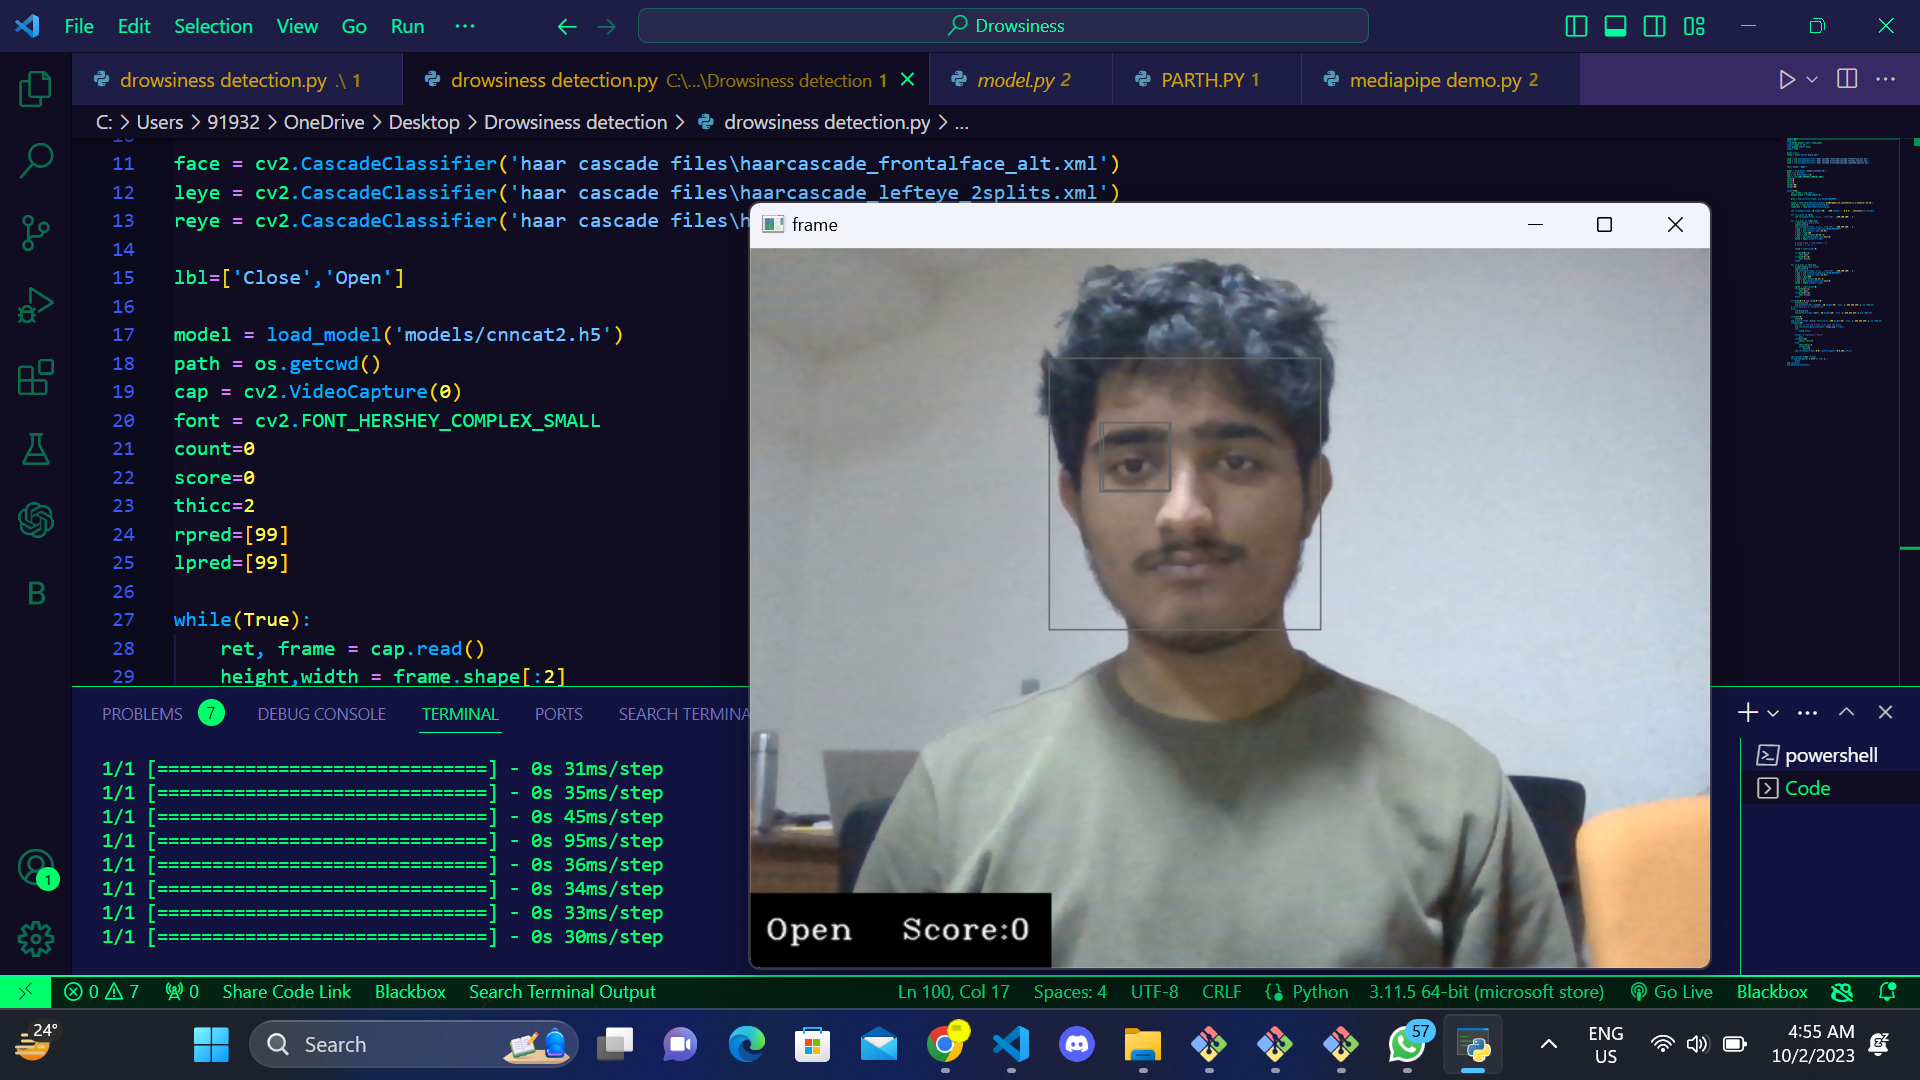 File Edit Selection View Go Run ...
Drowsiness
drowsiness detection.py .\ 1
drowsiness detection.py C:\...\Drowsiness detection 1
model.py 2
PARTH.PY 1
mediapipe demo.py 2
C: > Users > 91932 > OneDrive > Desktop > Drowsiness detection > drowsiness detection.py > ...
11 face = cv2.CascadeClassifier('haar cascade files\haarcascade_frontalface_alt.xml')
12 leye = cv2.CascadeClassifier('haar cascade files\haarcascade_lefteye_2splits.xml')
13 reye = cv2.CascadeClassifier('haar cascade files\h
14
15 lbl=['Close','Open']
16
17 model = load_model('models/cnncat2.h5')
18 path = os.getcwd()
19 cap = cv2.VideoCapture(0)
20 font = cv2.FONT_HERSHEY_COMPLEX_SMALL
21 count=0
22 score=0
23 thicc=2
24 rpred=[99]
25 lpred=[99]
26
27 while(True):
28 ret, frame = cap.read()
29 height,width = frame.shape[:2]
frame
Open Score:0
PROBLEMS 7 DEBUG CONSOLE TERMINAL PORTS SEARCH TERMINA
1/1 [==============================] - 0s 31ms/step
1/1 [==============================] - 0s 35ms/step
1/1 [==============================] - 0s 45ms/step
1/1 [==============================] - 0s 95ms/step
1/1 [==============================] - 0s 36ms/step
1/1 [==============================] - 0s 34ms/step
1/1 [==============================] - 0s 33ms/step
1/1 [==============================] - 0s 30ms/step
powershell
Code
B
1
0 7 0 Share Code Link Blackbox Search Terminal Output Ln 100, Col 17 Spaces: 4 UTF-8 CRLF Python 3.11.5 64-bit (microsoft store) Go Live Blackbox
24°
Search
57
ENG
US
4:55 AM
10/2/2023